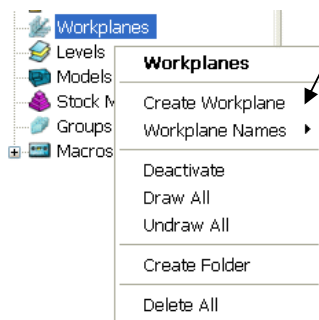 Workplanes
Levels
Models
Stock M
Groups
Macros
Workplanes
Create Workplane
Workplane Names
Deactivate
Draw All
Undraw All
Create Folder
Delete All